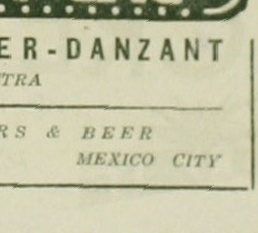 ER-DANZANT
TRA
RS & BEER
MEXICO CITY